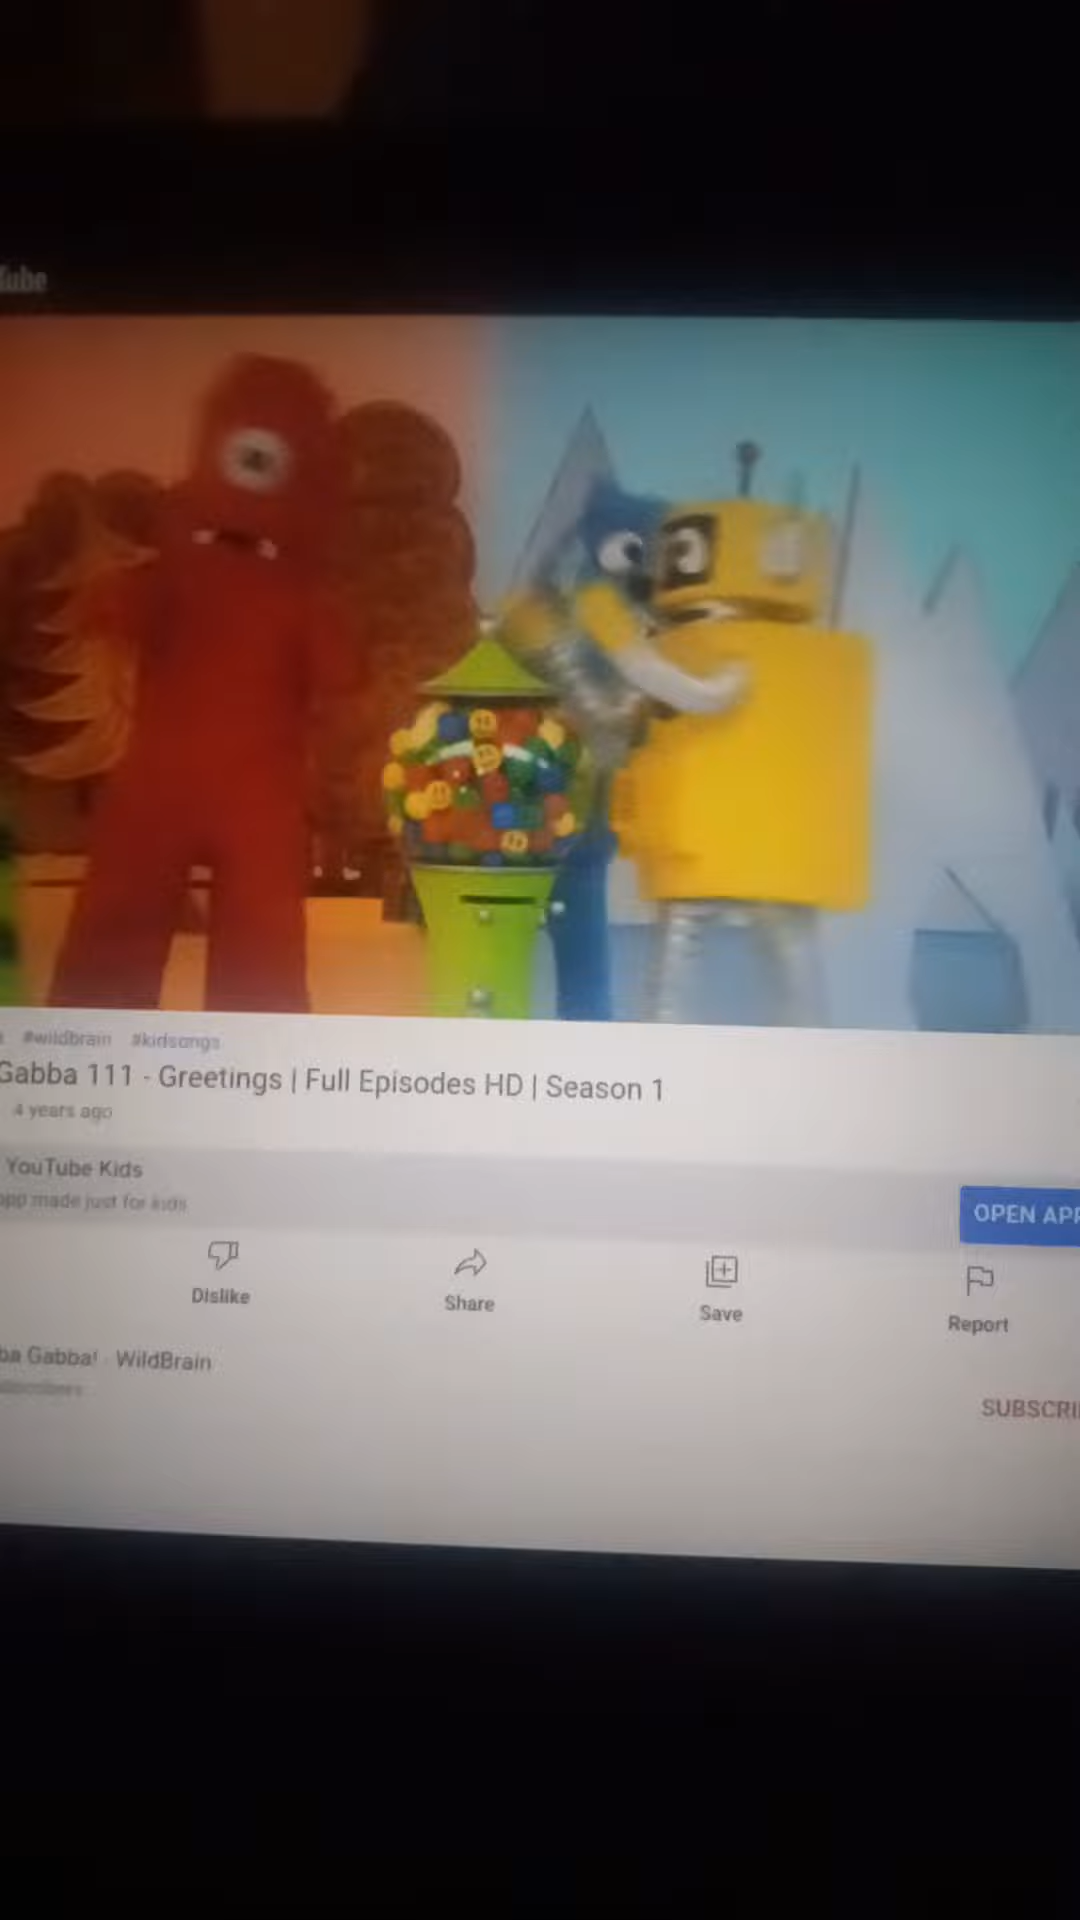 Tube
#wildbrain #kidsongs
Gabba 111 - Greetings | Full Episodes HD | Season 1
4 years ago
YouTube Kids
app made just for kids
OPEN APP
Dislike
Share
Save
Report
ba Gabba! - WildBrain
SUBSCRI